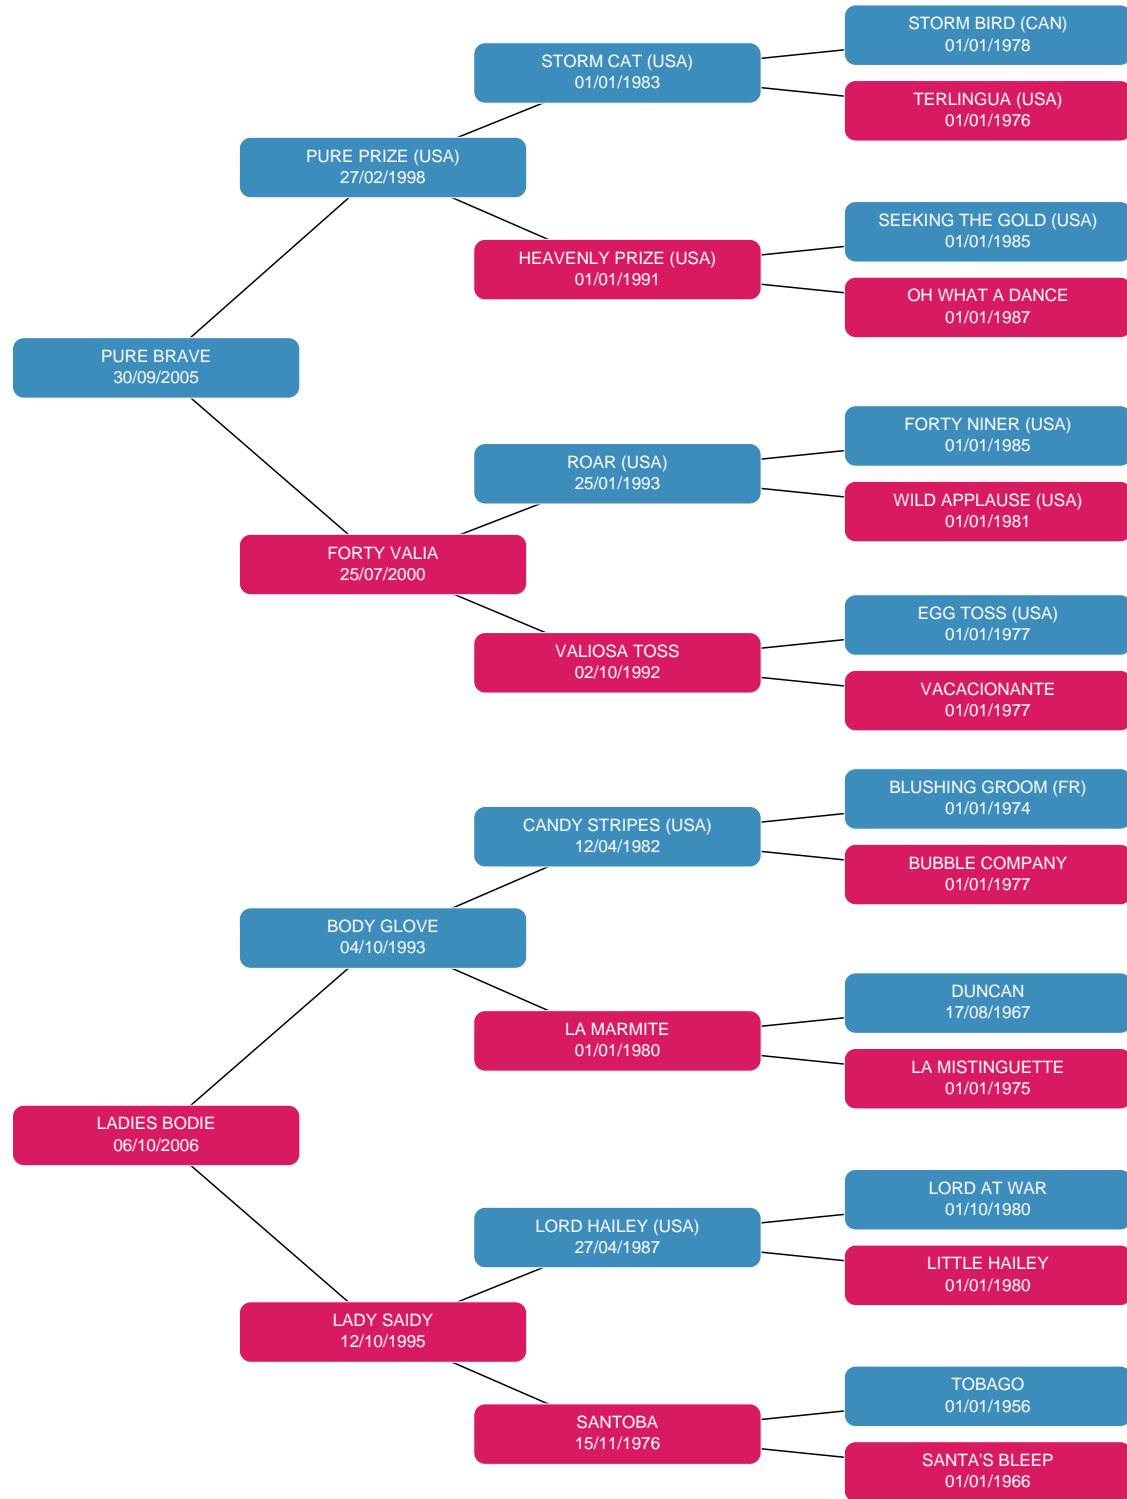 STORM BIRD (CAN)
01/01/1978
STORM CAT (USA)
01/01/1983
TERLINGUA (USA)
01/01/1976
PURE PRIZE (USA)
27/02/1998
SEEKING THE GOLD (USA)
01/01/1985
HEAVENLY PRIZE (USA)
01/01/1991
OH WHAT A DANCE
01/01/1987
PURE BRAVE
30/09/2005
FORTY NINER (USA)
01/01/1985
ROAR (USA)
25/01/1993
WILD APPLAUSE (USA)
01/01/1981
FORTY VALIA
25/07/2000
EGG TOSS (USA)
01/01/1977
VALIOSA TOSS
02/10/1992
VACACIONANTE
01/01/1977
BLUSHING GROOM (FR)
01/01/1974
CANDY STRIPES (USA)
12/04/1982
BUBBLE COMPANY
01/01/1977
BODY GLOVE
04/10/1993
DUNCAN
17/08/1967
LA MARMITE
01/01/1980
LA MISTINGUETTE
01/01/1975
LADIES BODIE
06/10/2006
LORD AT WAR
01/10/1980
LORD HAILEY (USA)
27/04/1987
LITTLE HAILEY
01/01/1980
LADY SAIDY
12/10/1995
TOBAGO
01/01/1956
SANTOBA
15/11/1976
SANTA'S BLEEP
01/01/1966